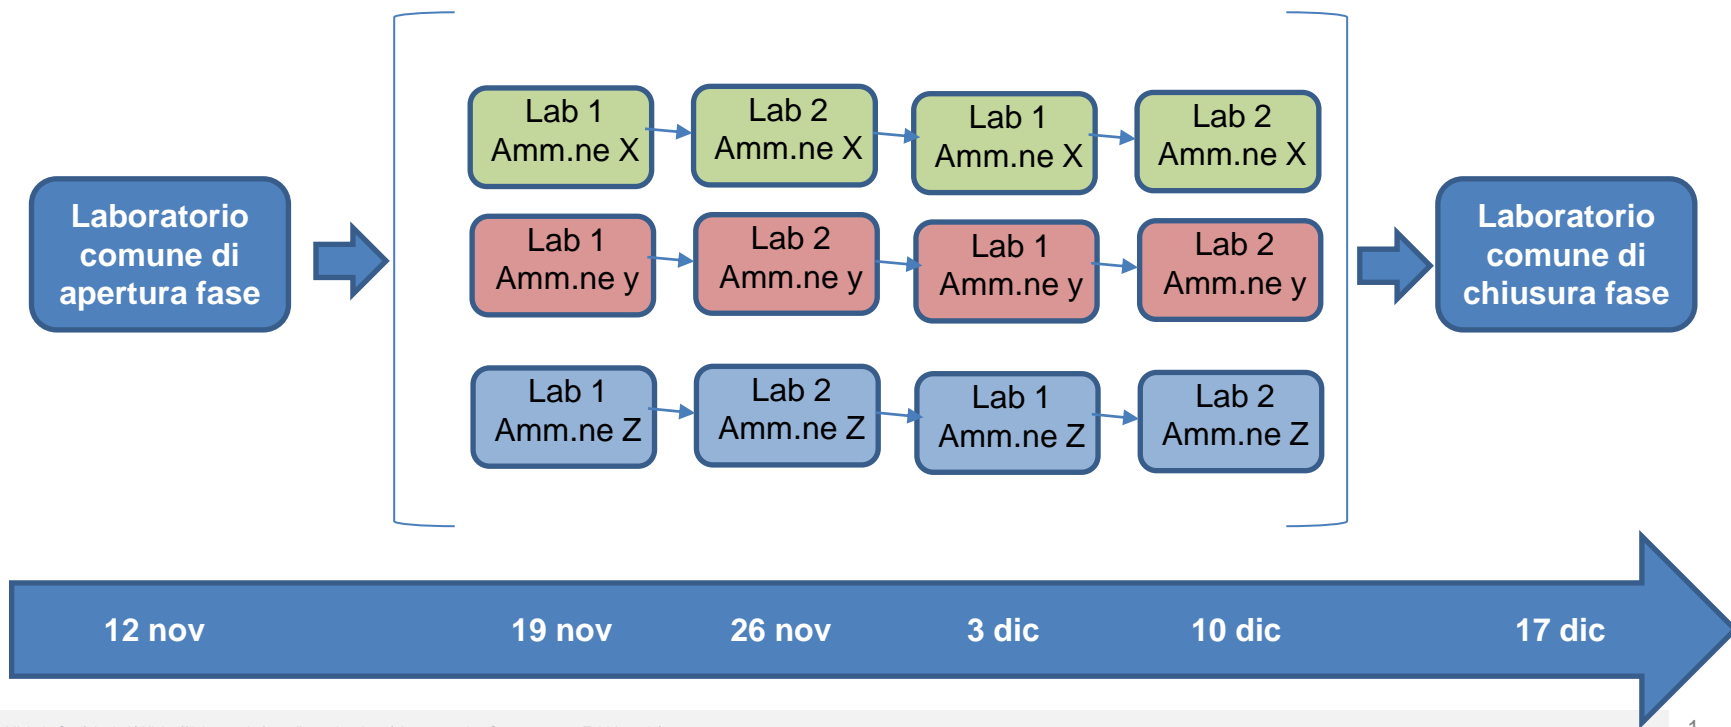 Laboratorio
comune di
apertura fase
Lab 1
Amm.ne X
Lab 2
Amm.ne X
Lab 1
Amm.ne X
Lab 2
Amm.ne X
Lab 1
Amm.ne y
Lab 2
Amm.ne y
Lab 1
Amm.ne y
Lab 2
Amm.ne y
Lab 1
Amm.ne Z
Lab 2
Amm.ne Z
Lab 1
Amm.ne Z
Lab 2
Amm.ne Z
Laboratorio
comune di
chiusura fase
12 nov
19 nov
26 nov
3 dic
10 dic
17 dic
1